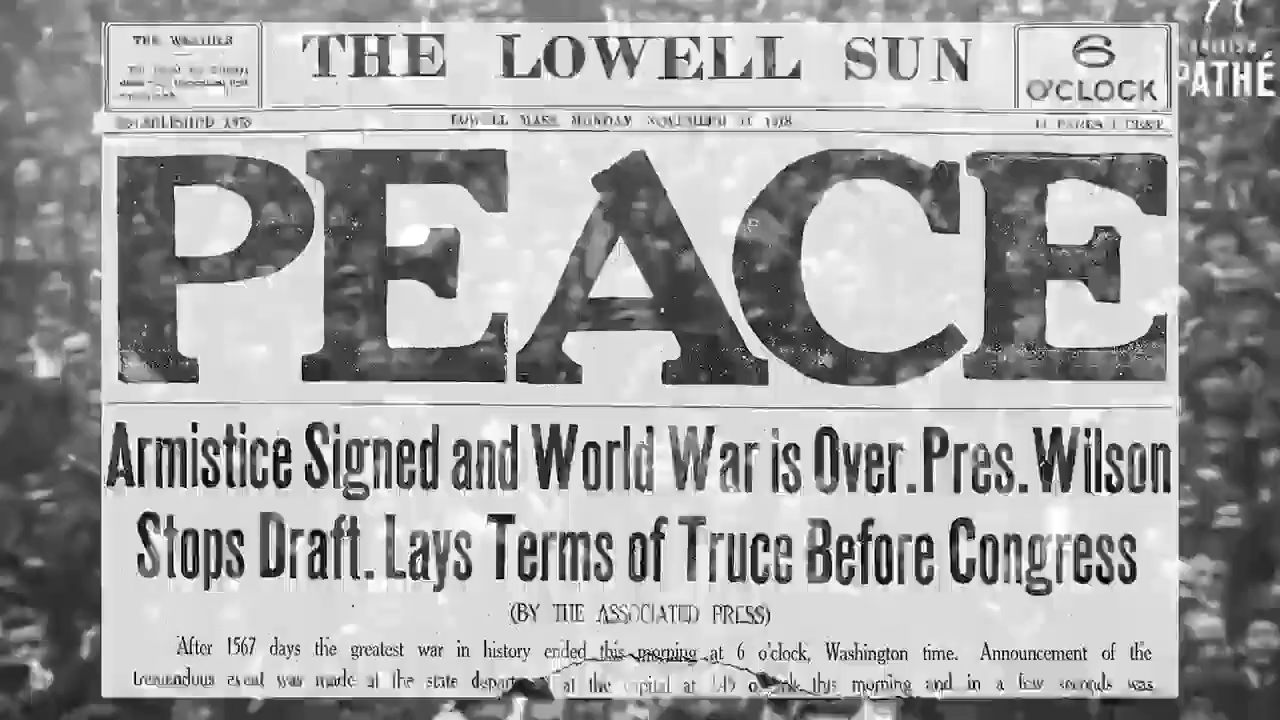 THE WEATHER
THE LOWELL SUN
6
O'CLOCK
BRITISH
PATHÉ
ESTABLISHED 1878
LOWELL MASS. MONDAY NOVEMBER 11 1918
PEACE
Armistice Signed and World War is Over. Pres. Wilson
Stops Draft. Lays Terms of Truce Before Congress
(BY THE ASSOCIATED PRESS)
After 1567 days the greatest war in history ended this morning at 6 o'clock, Washington time. Announcement of the
tremendous event was made at the state at the capital at this morning and in a few seconds was